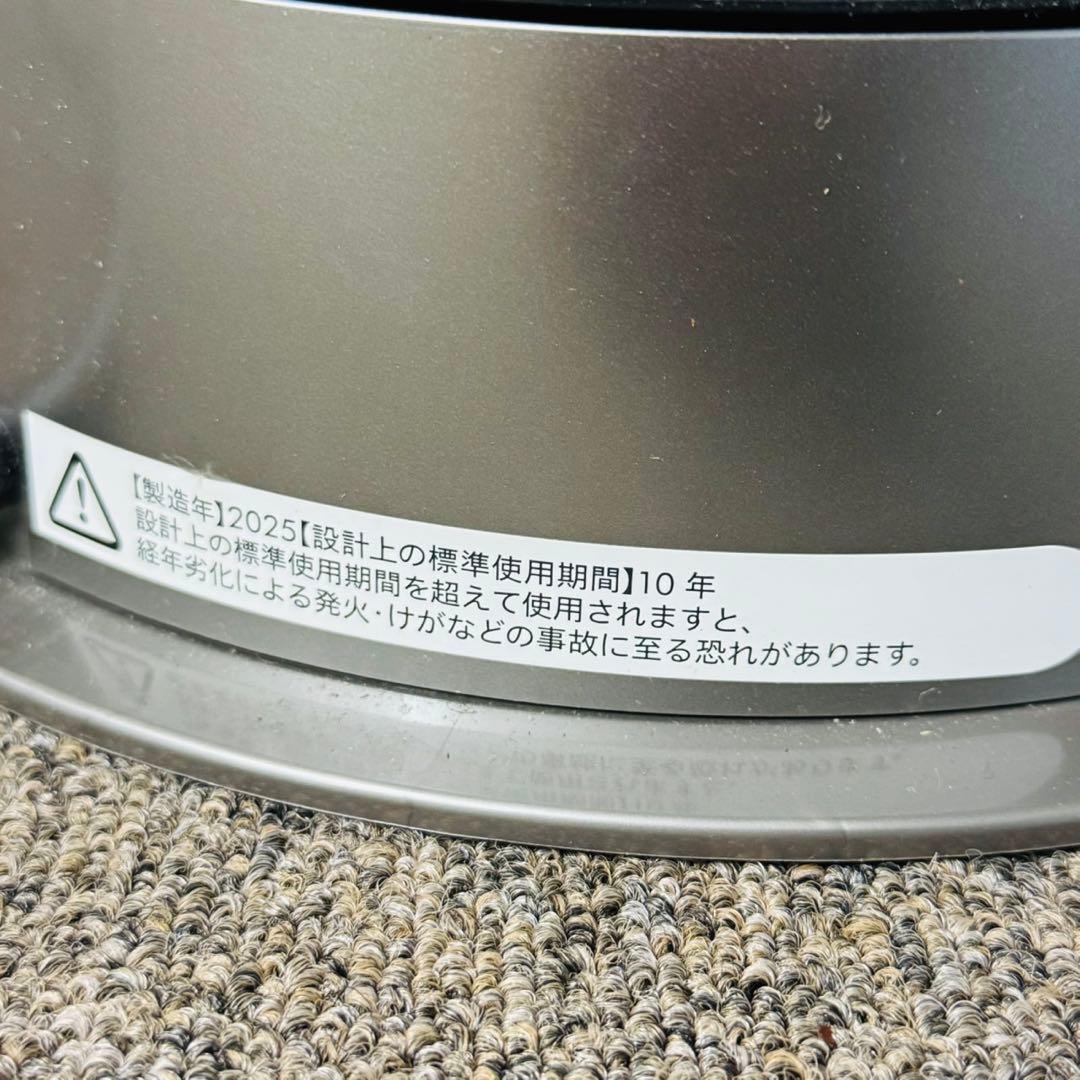 【製造年】2025【設計上の標準使用期間】10 年
設計上の標準使用期間を超えて使用されますと、
経年劣化による発火・けがなどの事故に至る恐れがあります。